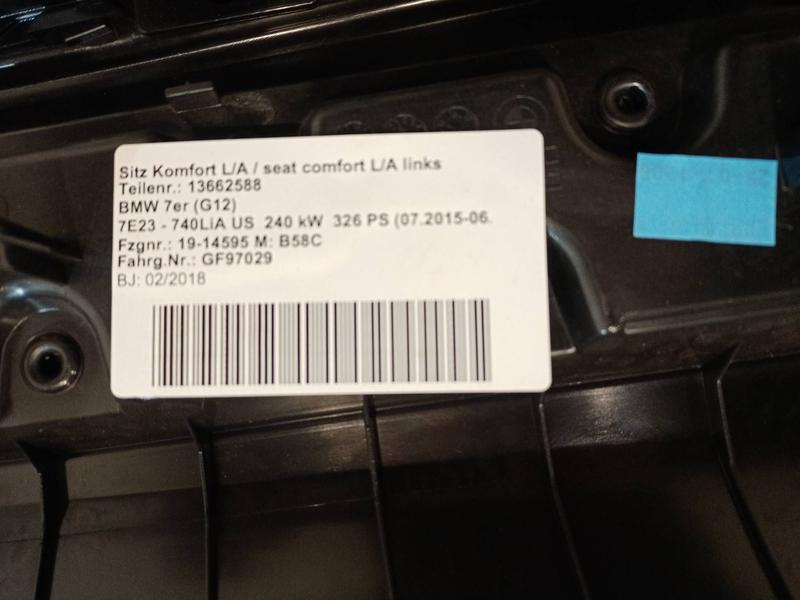 Sitz Komfort L/A / seat comfort L/A links
Teilenr.: 13662588
BMW 7er (G12)
7E23 - 740LiA US 240 kW 326 PS (07.2015-06.
Fzgnr.: 19-14595 M: B58C
Fahrg.Nr.: GF97029
BJ: 02/2018